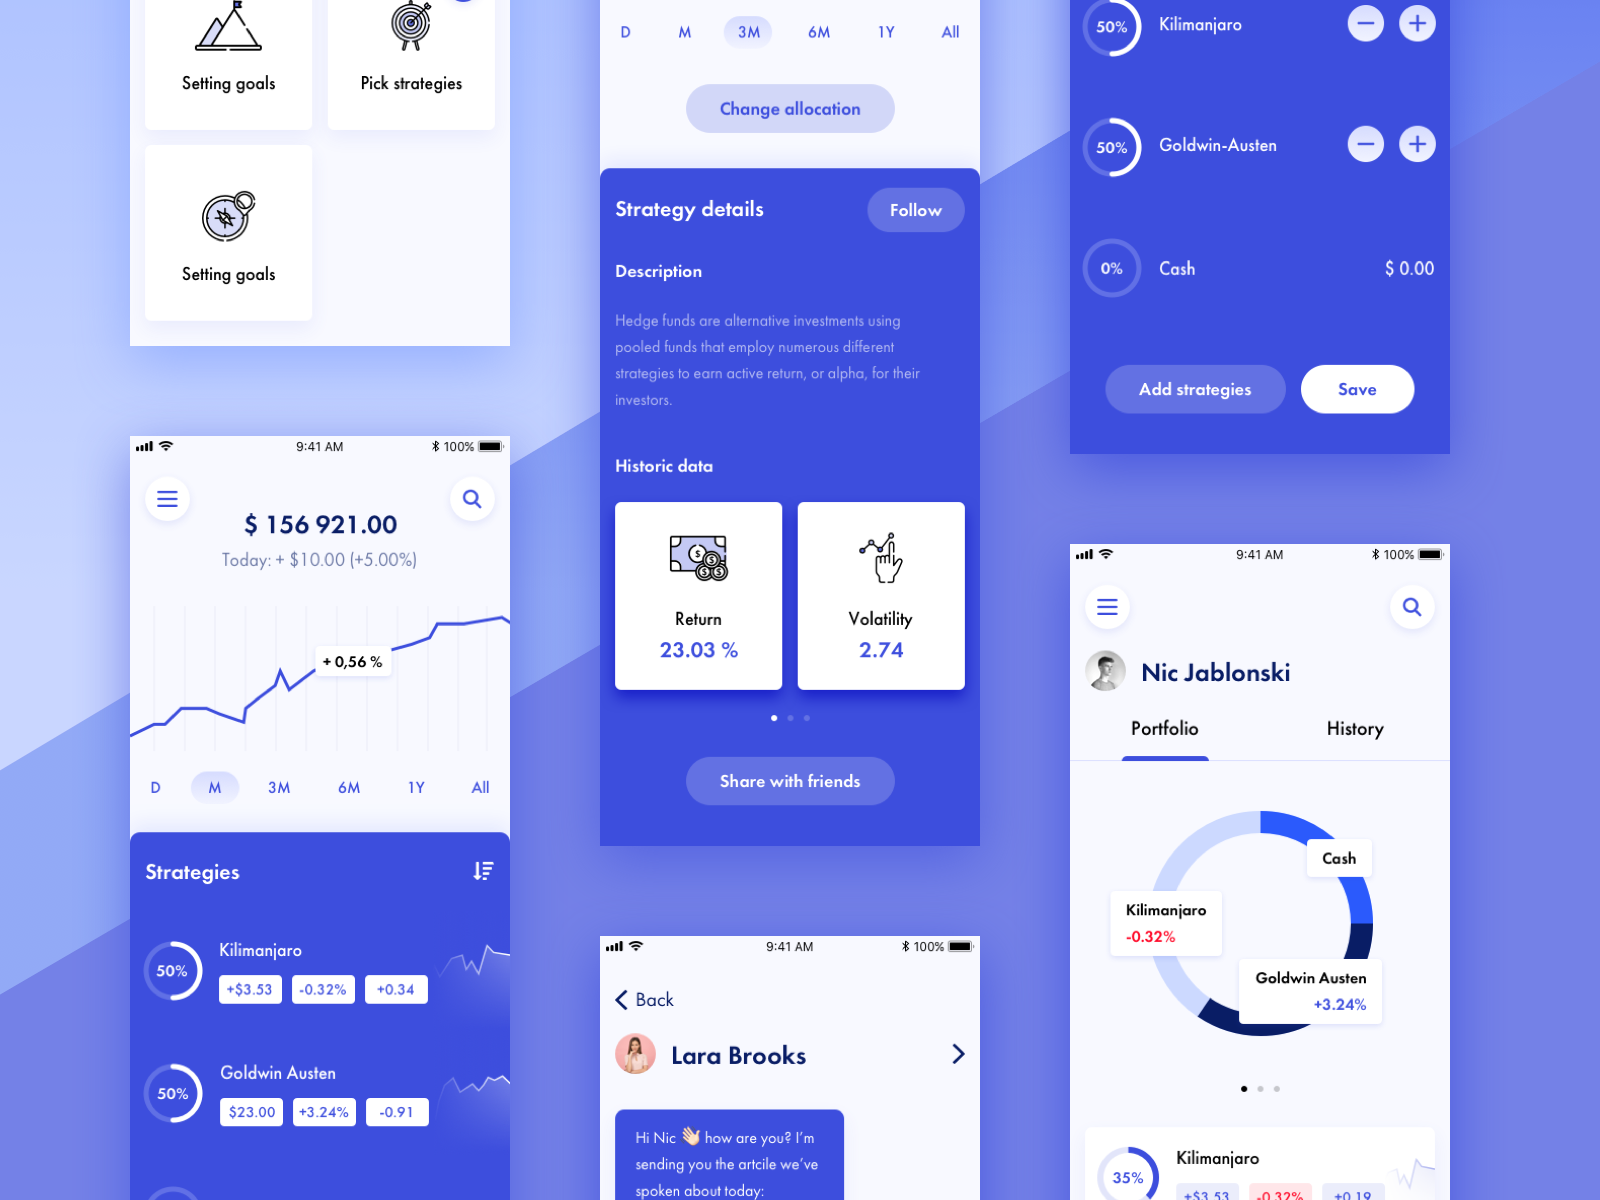 Setting goals
Pick strategies
Setting goals
9:41 AM
100%
$ 156 921.00
Today: + $10.00 (+5.00%)
+ 0,56 %
D M 3M 6M 1Y All
Strategies
50%
Kilimanjaro
+$3.53 -0.32% +0.34
50%
Goldwin Austen
$23.00 +3.24% -0.91
D M 3M 6M 1Y All
Change allocation
Strategy details
Follow
Description
Hedge funds are alternative investments using
pooled funds that employ numerous different
strategies to earn active return, or alpha, for their
investors.
Historic data
Return
23.03 %
Volatility
2.74
Share with friends
9:41 AM
100%
Back
Lara Brooks
Hi Nic 👋🏻 how are you? I'm
sending you the artcile we've
spoken about today:
50%
Kilimanjaro
50%
Goldwin-Austen
0%
Cash
$ 0.00
Add strategies
Save
9:41 AM
100%
Nic Jablonski
Portfolio
History
Cash
Kilimanjaro
-0.32%
Goldwin Austen
+3.24%
35%
Kilimanjaro
+$3.53 -0.32% +0.19